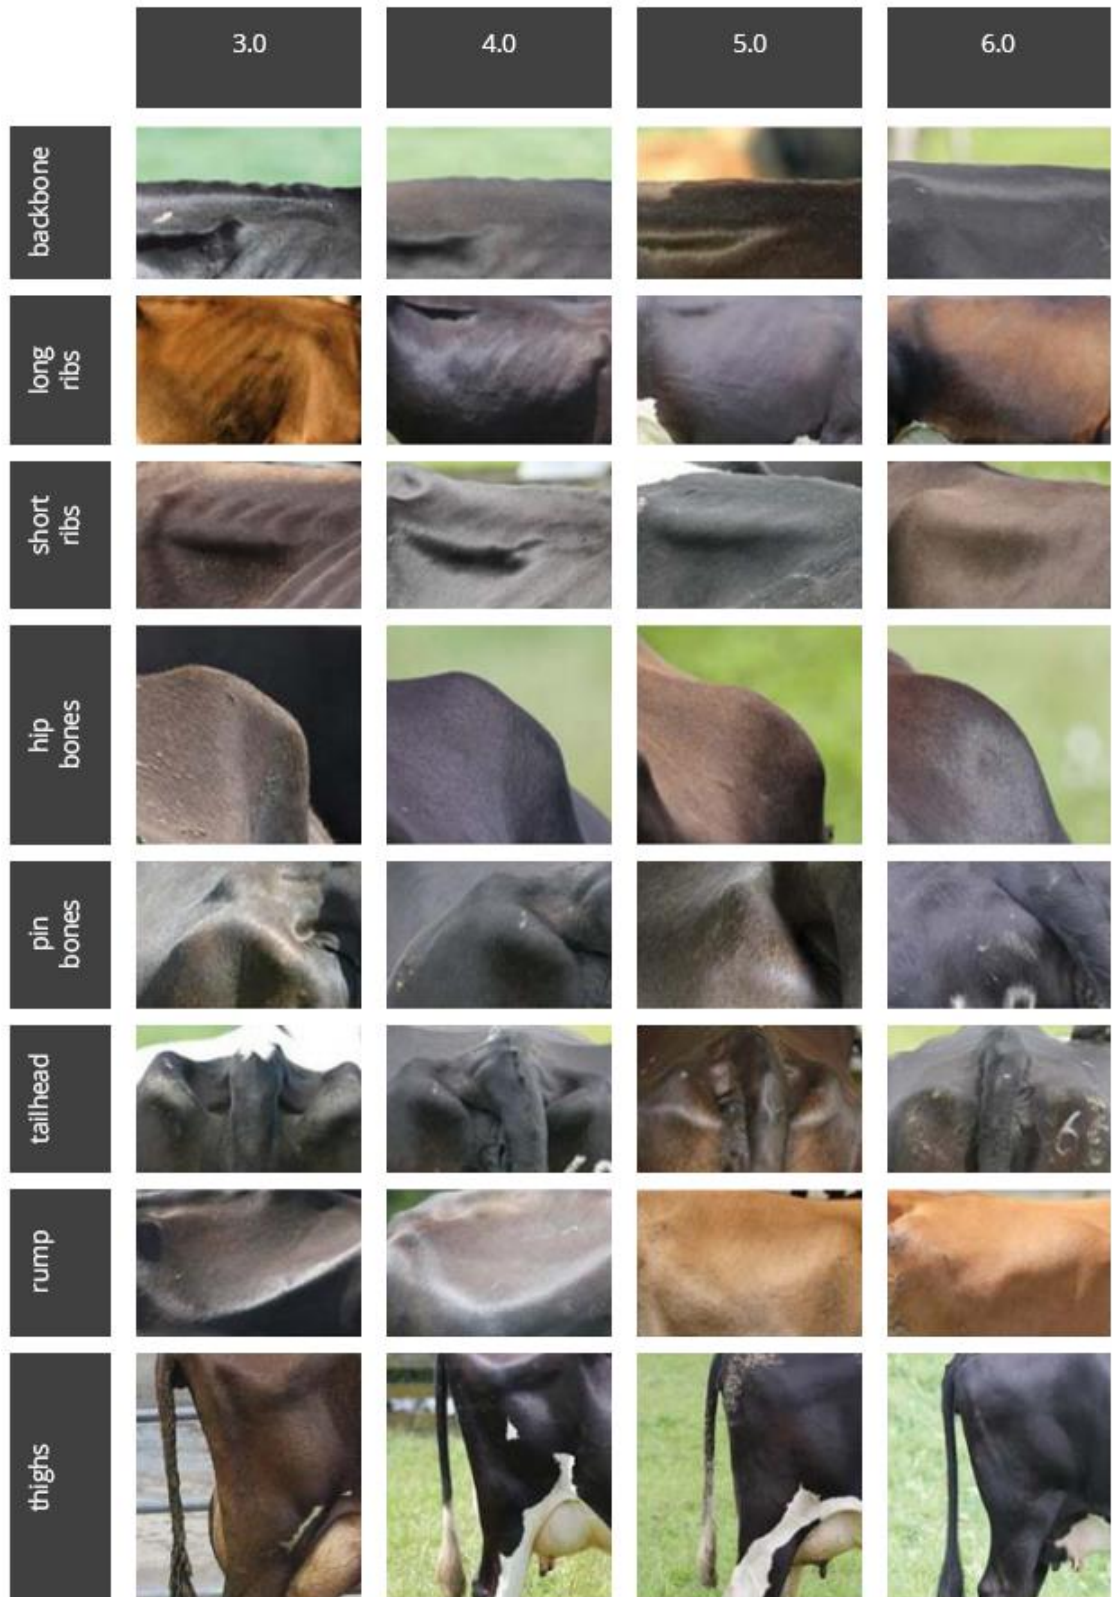 3.0
4.0
5.0
6.0
backbone
long
ribs
short
ribs
hip
bones
pin
bones
tailhead
rump
thighs